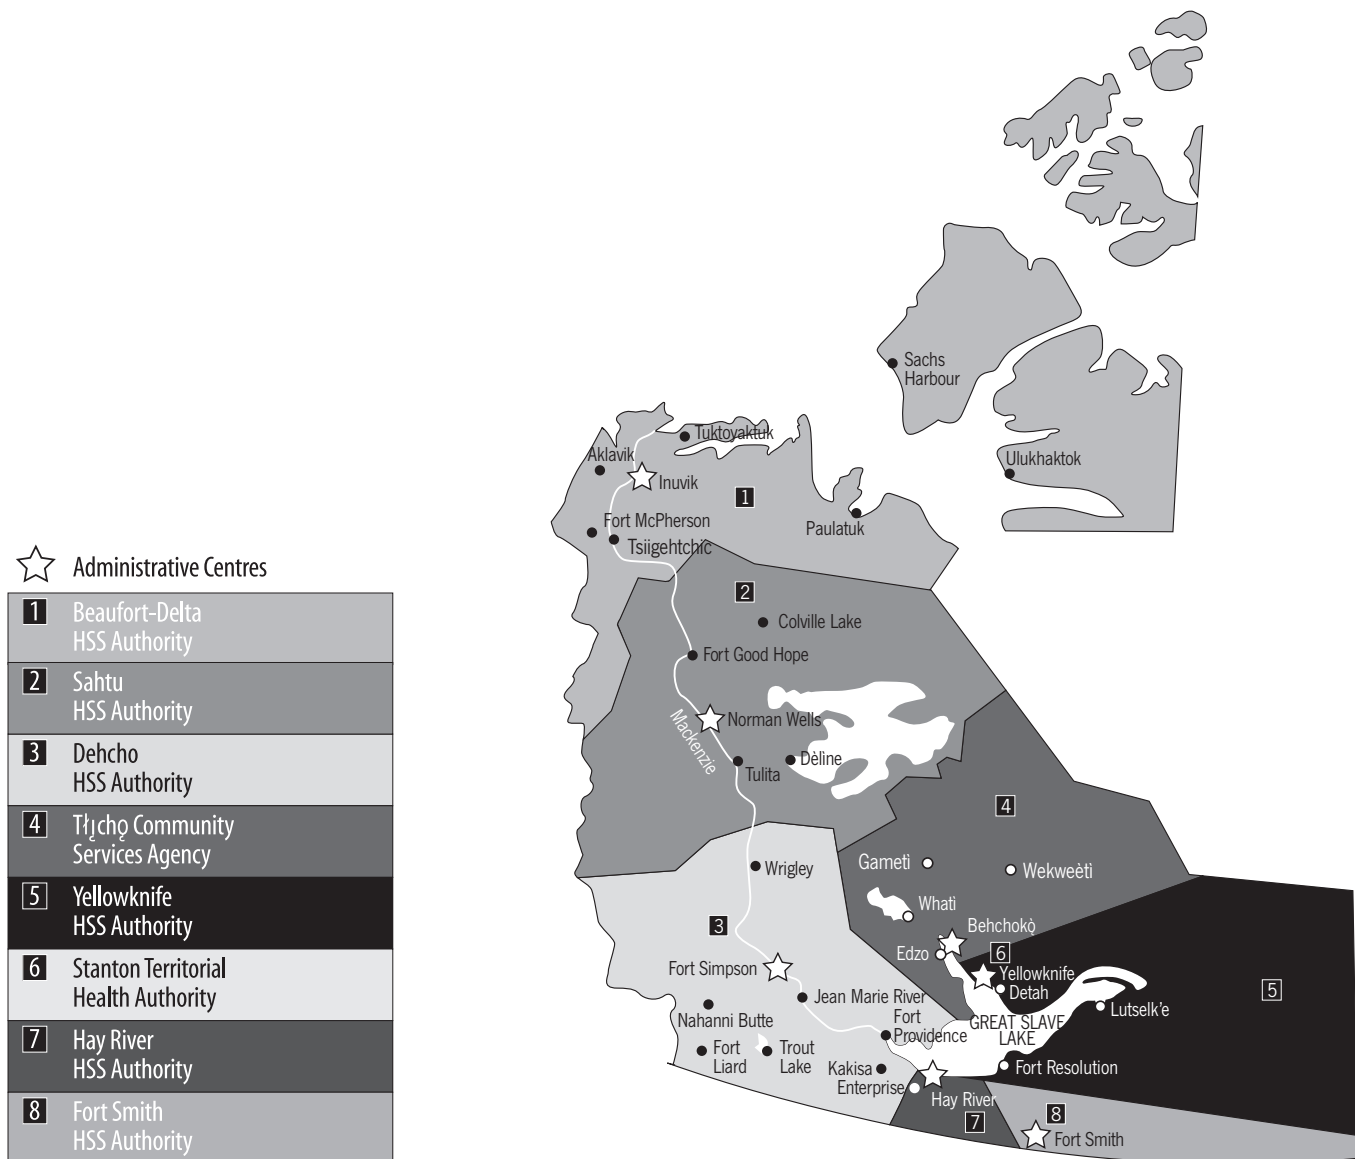 Administrative Centres
1 Beaufort-Delta
HSS Authority
2 Sahtu
HSS Authority
3 Dehcho
HSS Authority
4 Tłı̨chǫ Community
Services Agency
5 Yellowknife
HSS Authority
6 Stanton Territorial
Health Authority
7 Hay River
HSS Authority
8 Fort Smith
HSS Authority
Sachs
Harbour
Ulukhaktok
Tuktoyaktuk
Aklavik
Inuvik
1
Paulatuk
Fort McPherson
Tsiigehtchic
2
Colville Lake
Fort Good Hope
Norman Wells
Mackenzie
Dèlìne
Tulita
4
Gametì
Wekweètì
Wrigley
Whatì
3
Behchokǫ̀
Edzo
6
Yellowknife
Detah
5
Fort Simpson
Jean Marie River
Lutselk'e
Nahanni Butte
Fort
Providence
GREAT SLAVE
LAKE
Fort
Liard
Trout
Lake
Kakisa
Fort Resolution
Enterprise
Hay River
7
8
Fort Smith